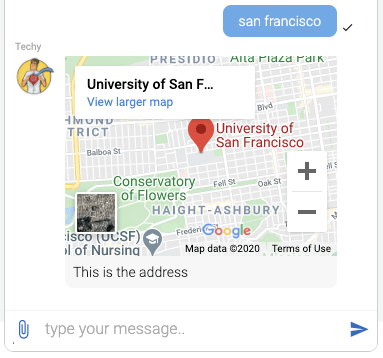 san francisco
Techy
PRESIDIO
Alta Plaza Park
University of San F...
View larger map
HMOND
TRICT
Balboa St
University of
San Francisco
Conservatory
of Flowers
Fell St
Oak St
HAIGHT-ASHBURY
Frederi
cisco (UCSF)
ol of Nursing
Google
Map data ©2020
Terms of Use
This is the address
type your message..